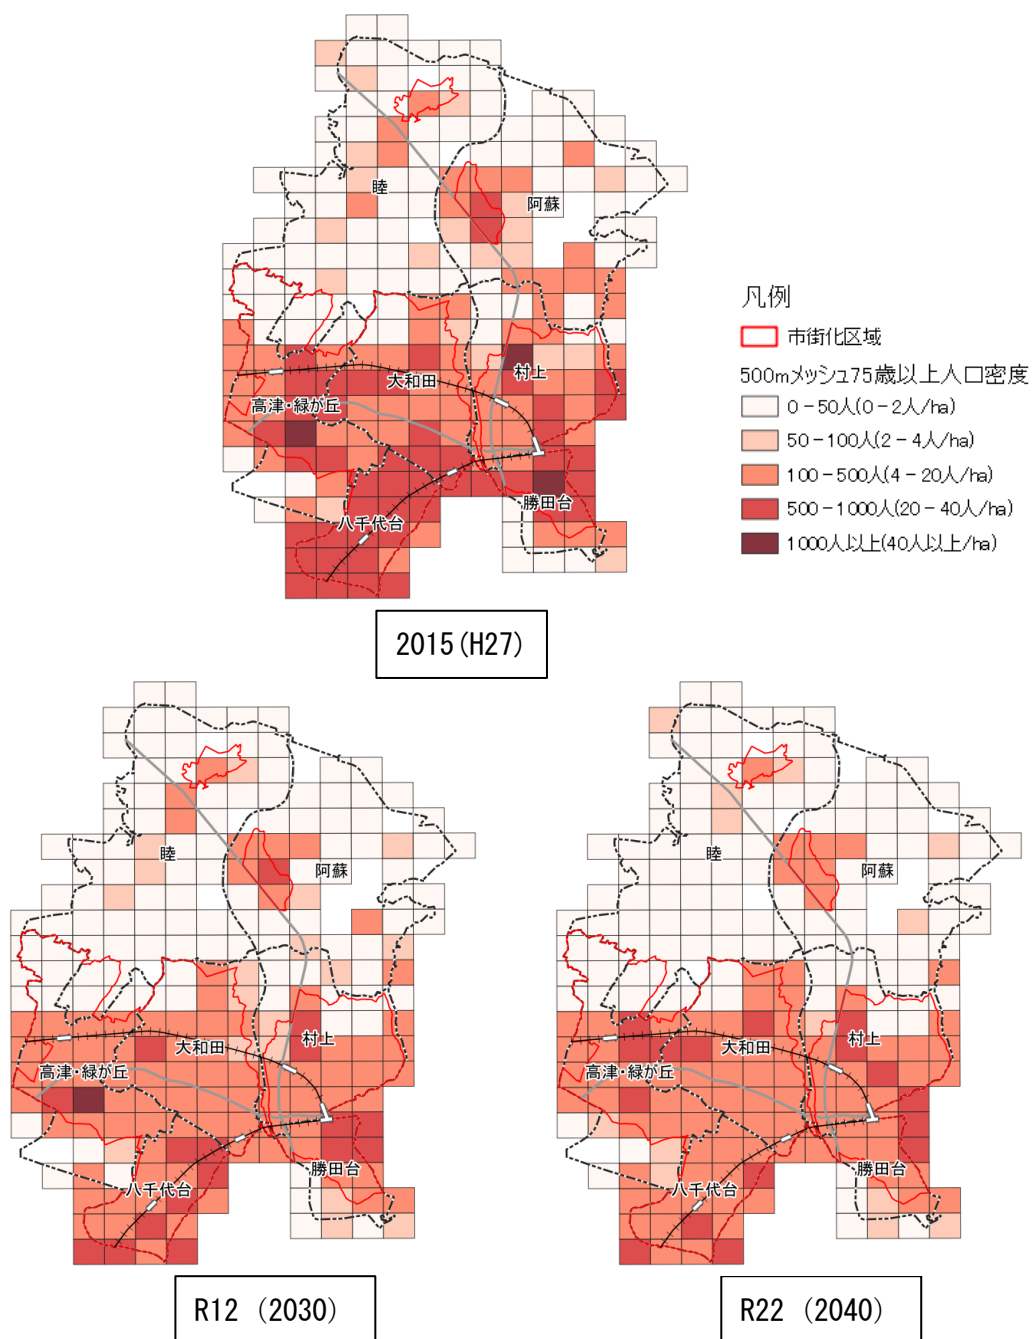 睦
阿蘇
大和田
村上
高津・緑が丘
勝田台
八千代台
凡例
市街化区域
500mメッシュ75歳以上人口密度
0-50人(0-2人/ha)
50-100人(2-4人/ha)
100-500人(4-20人/ha)
500-1000人(20-40人/ha)
1000人以上(40人以上/ha)
2015(H27)
睦
阿蘇
大和田
村上
高津・緑が丘
勝田台
八千代台
R12 (2030)
睦
阿蘇
大和田
村上
高津・緑が丘
勝田台
八千代台
R22 (2040)